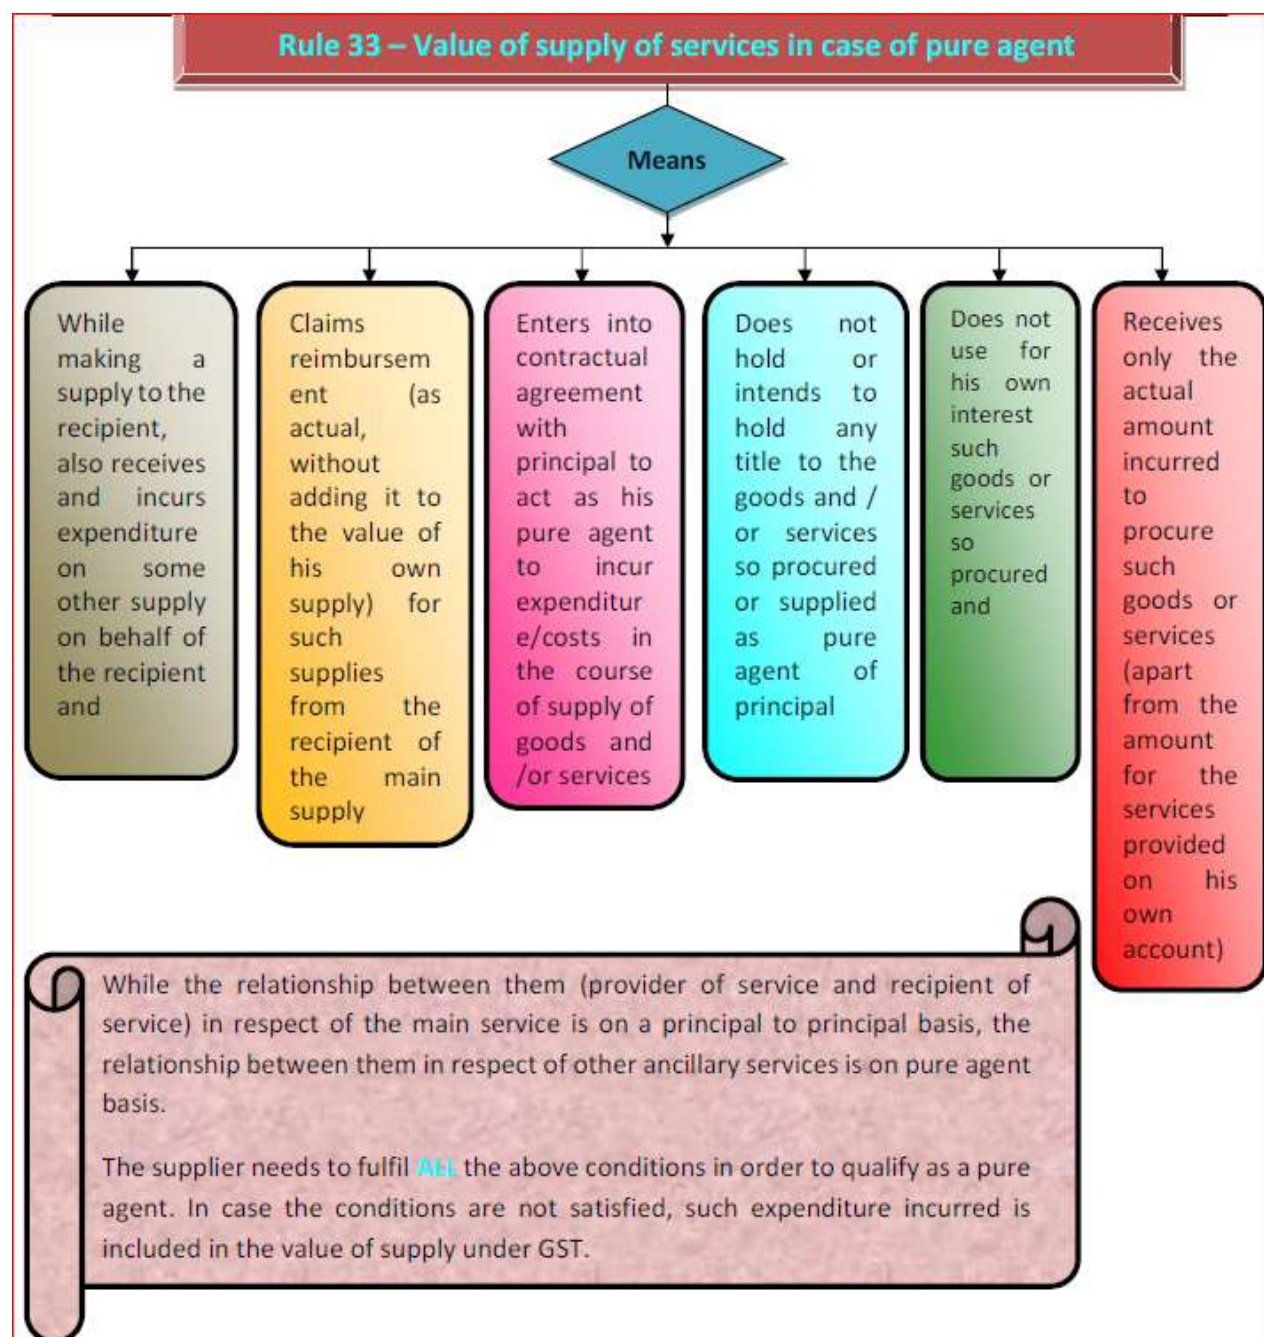 Rule 33 – Value of supply of services in case of pure agent
Means
While
making a
supply to the
recipient,
also receives
and incurs
expenditure
on some
other supply
on behalf of
the recipient
and
Claims
reimbursem
ent (as
actual,
without
adding it to
the value of
his own
supply) for
such
supplies
from the
recipient of
the main
supply
Enters into
contractual
agreement
with
principal to
act as his
pure agent
to incur
expenditur
e/costs in
the course
of supply of
goods and
/or services
Does not
hold or
intends to
hold any
title to the
goods and /
or services
so procured
or supplied
as pure
agent of
principal
Does not
use for
his own
interest
such
goods or
services
so
procured
and
Receives
only the
actual
amount
incurred
to
procure
such
goods or
services
(apart
from the
amount
for the
services
provided
on his
own
account)
While the relationship between them (provider of service and recipient of
service) in respect of the main service is on a principal to principal basis, the
relationship between them in respect of other ancillary services is on pure agent
basis.
The supplier needs to fulfil ALL the above conditions in order to qualify as a pure
agent. In case the conditions are not satisfied, such expenditure incurred is
included in the value of supply under GST.